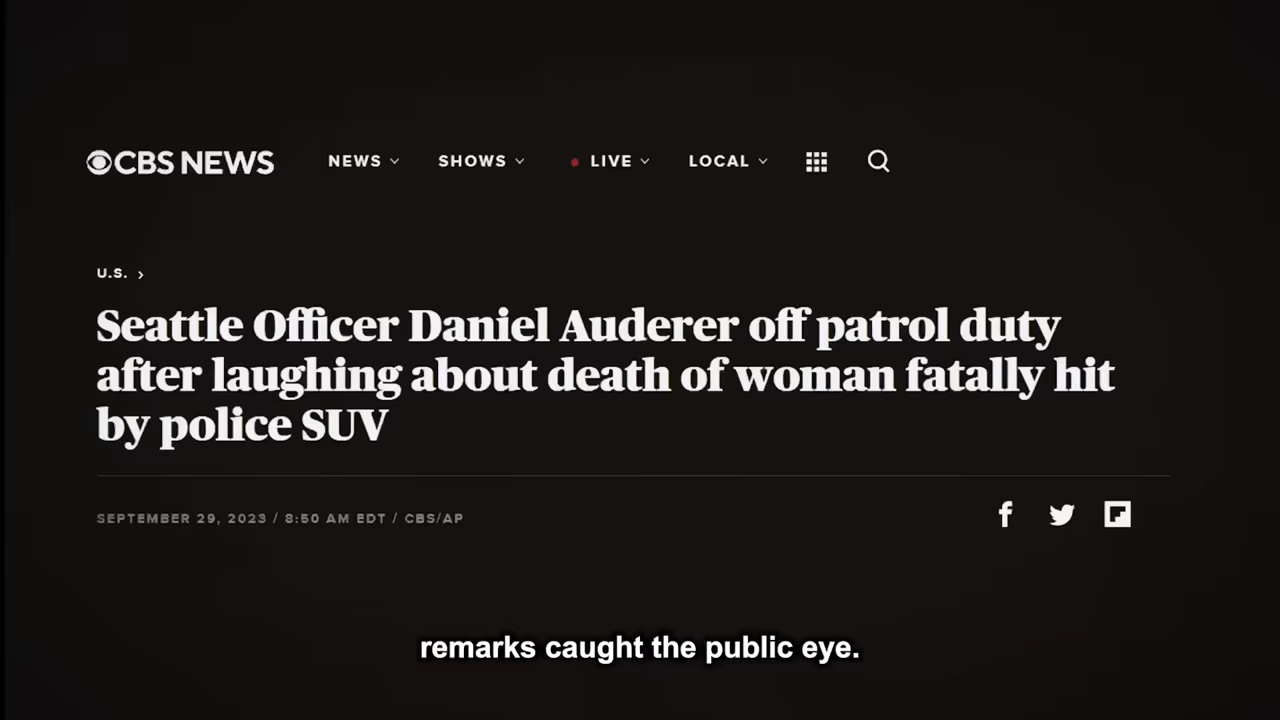 CBS NEWS NEWS SHOWS LIVE LOCAL
U.S. >
Seattle Officer Daniel Auderer off patrol duty
after laughing about death of woman fatally hit
by police SUV
SEPTEMBER 29, 2023 / 8:50 AM EDT / CBS/AP
remarks caught the public eye.